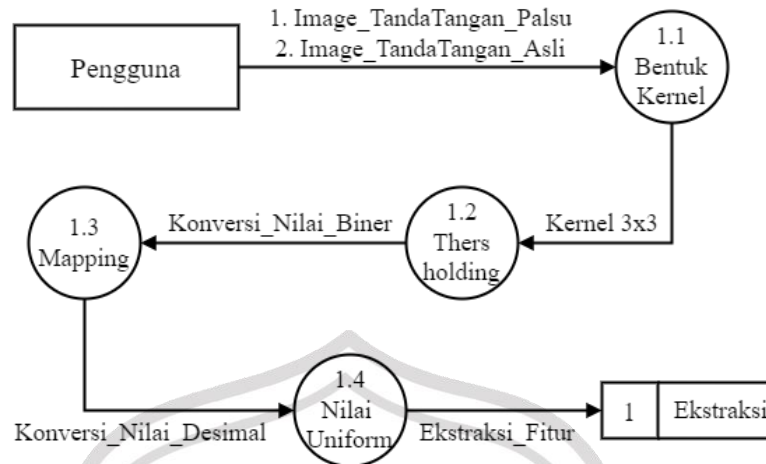 1. Image_TandaTangan_Palsu
2. Image_TandaTangan_Asli
Pengguna
1.1
Bentuk
Kernel
1.3
Mapping
Konversi_Nilai_Biner
1.2
Thers
holding
Kernel 3x3
Konversi_Nilai_Desimal
1.4
Nilai
Uniform
Ekstraksi_Fitur
1
Ekstraksi